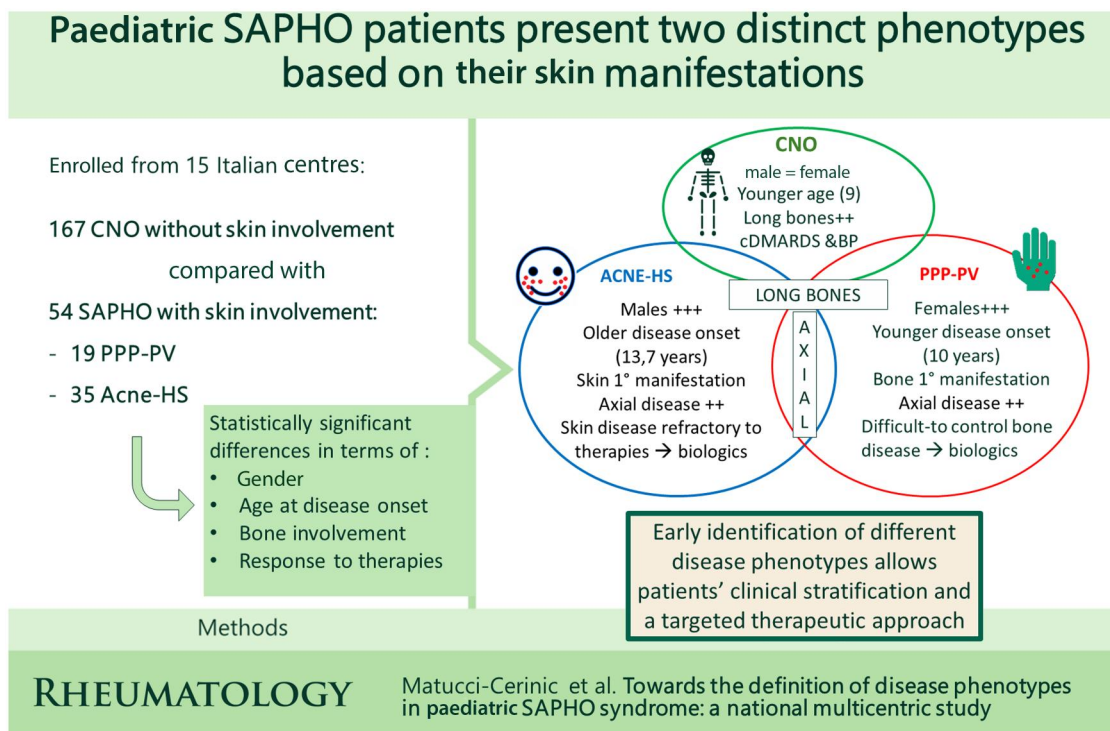 Paediatric SAPHO patients present two distinct phenotypes
based on their skin manifestations
Enrolled from 15 Italian centres:
167 CNO without skin involvement
compared with
54 SAPHO with skin involvement:
- 19 PPP-PV
- 35 Acne-HS
Statistically significant
differences in terms of :
• Gender
• Age at disease onset
• Bone involvement
• Response to therapies
Methods
CNO
male = female
Younger age (9)
Long bones++
cDMARDS &BP
ACNE-HS
Males +++
Older disease onset
(13,7 years)
Skin 1° manifestation
Axial disease ++
Skin disease refractory to
therapies → biologics
LONG BONES
AXIAL
PPP-PV
Females+++
Younger disease onset
(10 years)
Bone 1° manifestation
Axial disease ++
Difficult-to control bone
disease → biologics
Early identification of different
disease phenotypes allows
patients’ clinical stratification and
a targeted therapeutic approach
RHEUMATOLOGY
Matucci-Cerinic et al. Towards the definition of disease phenotypes
in paediatric SAPHO syndrome: a national multicentric study